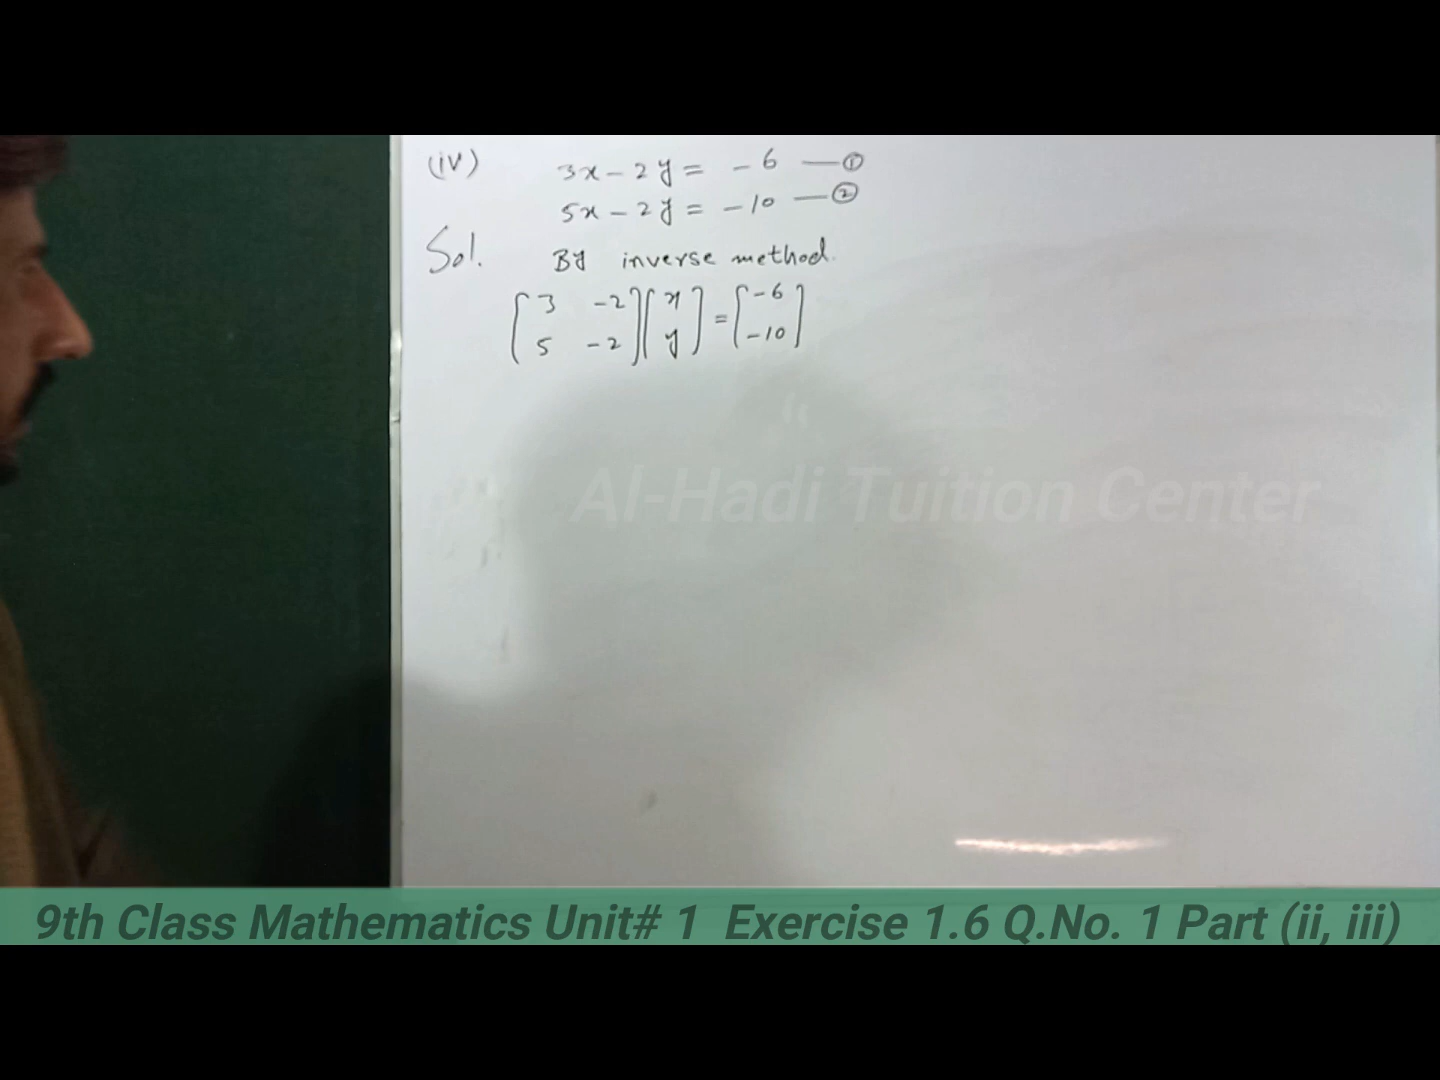 (iv) 3x - 2y = -6 —①
5x - 2y = -10 —②
Sol. By inverse method.
[3 -2] [x] = [-6]
[5 -2] [y] [-10]
Al-Hadi Tuition Center
9th Class Mathematics Unit# 1 Exercise 1.6 Q.No. 1 Part (ii, iii)